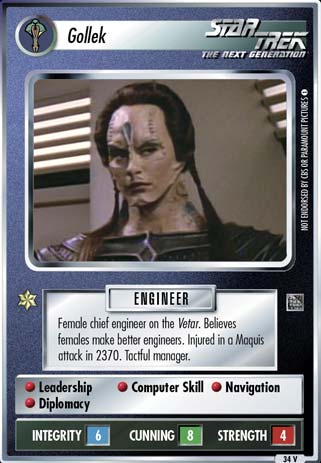 Gollek
STAR TREK
THE NEXT GENERATION
NOT ENDORSED BY CBS OR PARAMOUNT PICTURES
ENGINEER
Female chief engineer on the Vetar. Believes
females make better engineers. Injured in a Maquis
attack in 2370. Tactful manager.
Leadership Computer Skill Navigation
Diplomacy
INTEGRITY 6 CUNNING 8 STRENGTH 4
34 V